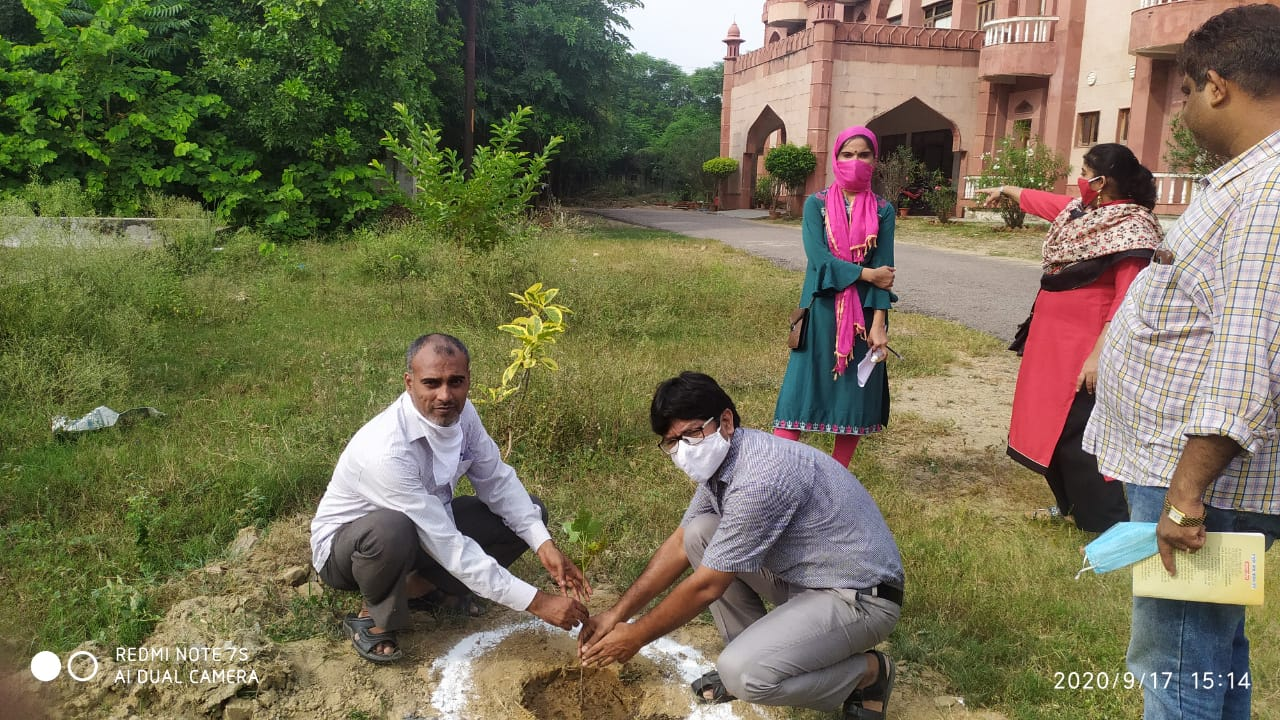 REDMI NOTE 7S
AI DUAL CAMERA
2020/9/17 15:14